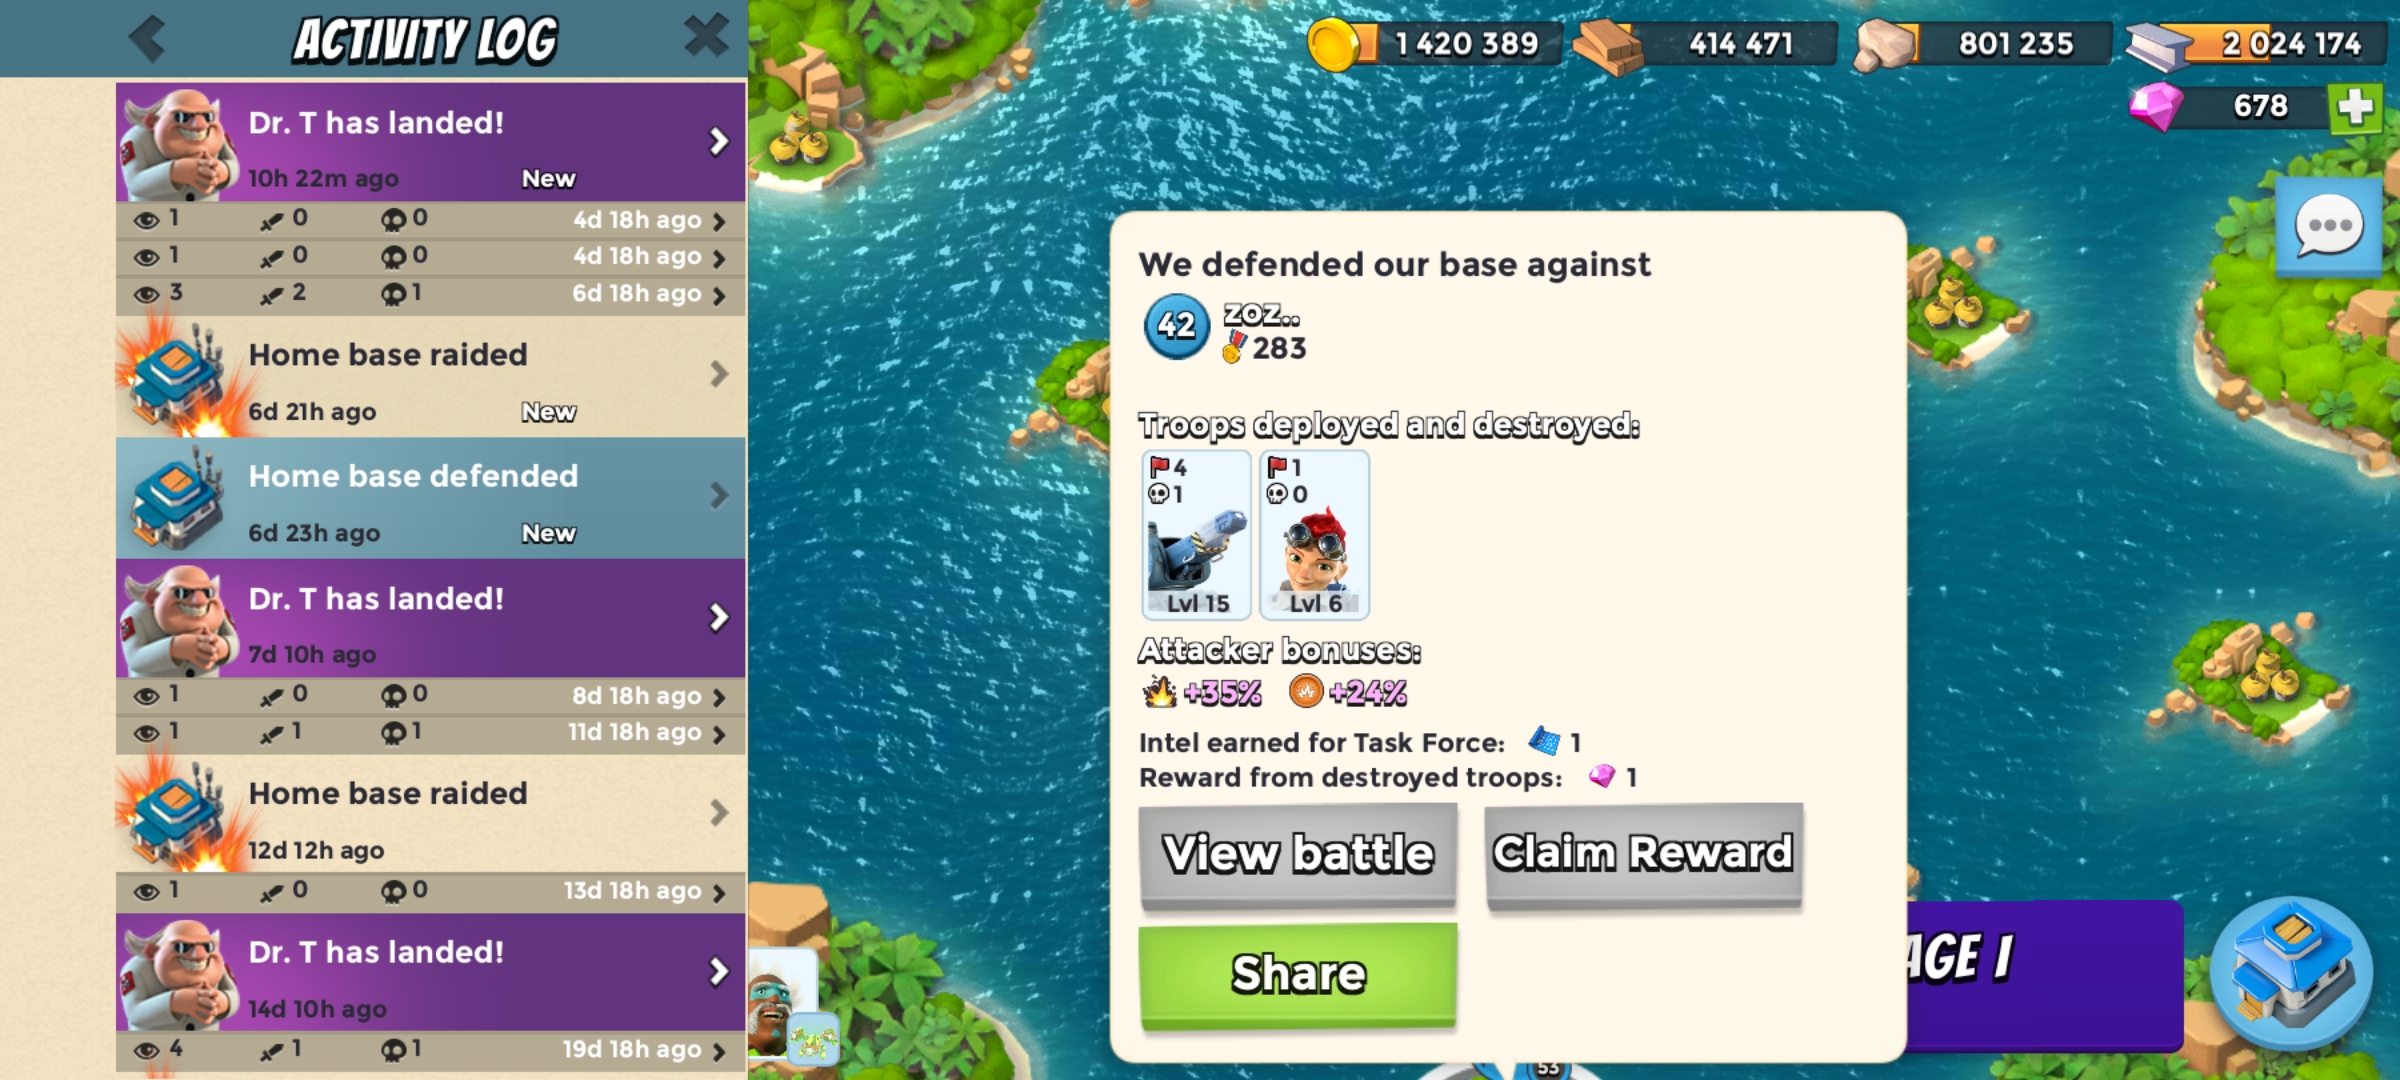 ACTIVITY LOG
Dr. T has landed!
10h 22m ago New
1 0 0 4d 18h ago
1 0 0 4d 18h ago
3 2 1 6d 18h ago
Home base raided
6d 21h ago New
Home base defended
6d 23h ago New
Dr. T has landed!
7d 10h ago
1 0 0 8d 18h ago
1 1 1 11d 18h ago
Home base raided
12d 12h ago
1 0 0 13d 18h ago
Dr. T has landed!
14d 10h ago
4 1 1 19d 18h ago
1 420 389 414 471 801 235 2 024 174
678
We defended our base against
42 zoz..
283
Troops deployed and destroyed:
4 1
1 0
Lvl 15 Lvl 6
Attacker bonuses:
+35% +24%
Intel earned for Task Force: 1
Reward from destroyed troops: 1
View battle Claim Reward
Share
AGE I
53